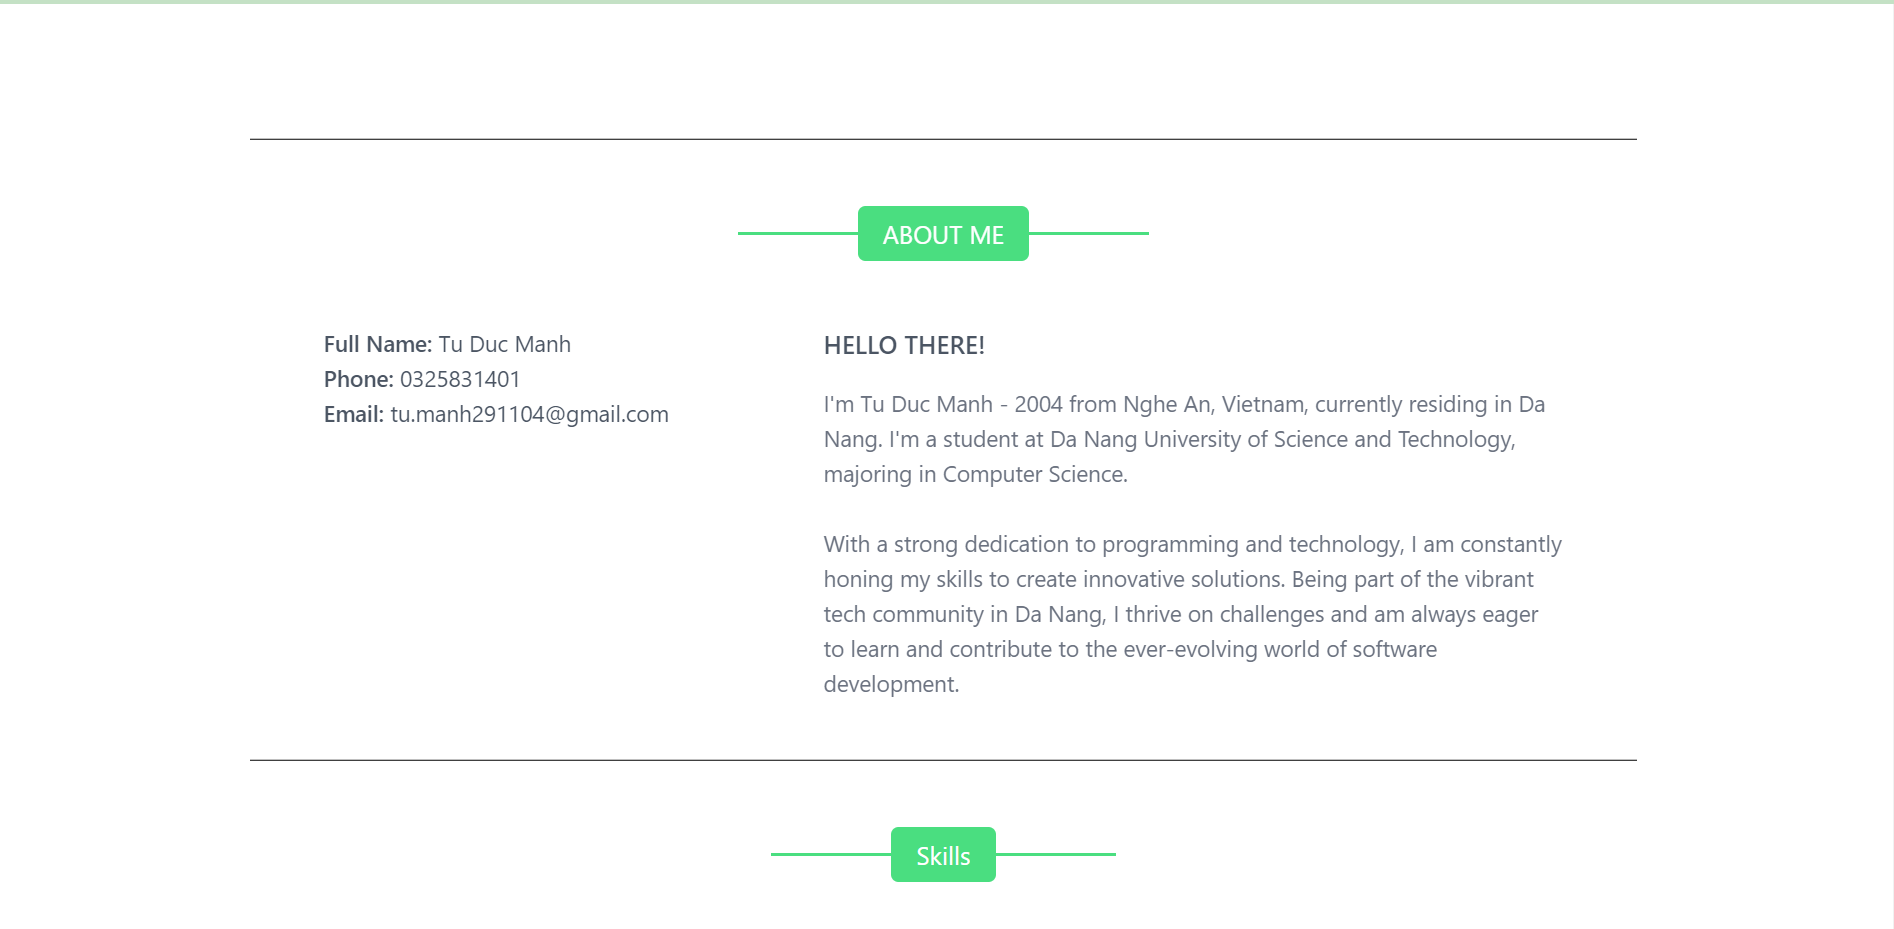 ABOUT ME
Full Name: Tu Duc Manh
Phone: 0325831401
Email: tu.manh291104@gmail.com
HELLO THERE!
I'm Tu Duc Manh - 2004 from Nghe An, Vietnam, currently residing in Da
Nang. I'm a student at Da Nang University of Science and Technology,
majoring in Computer Science.
With a strong dedication to programming and technology, I am constantly
honing my skills to create innovative solutions. Being part of the vibrant
tech community in Da Nang, I thrive on challenges and am always eager
to learn and contribute to the ever-evolving world of software
development.
Skills